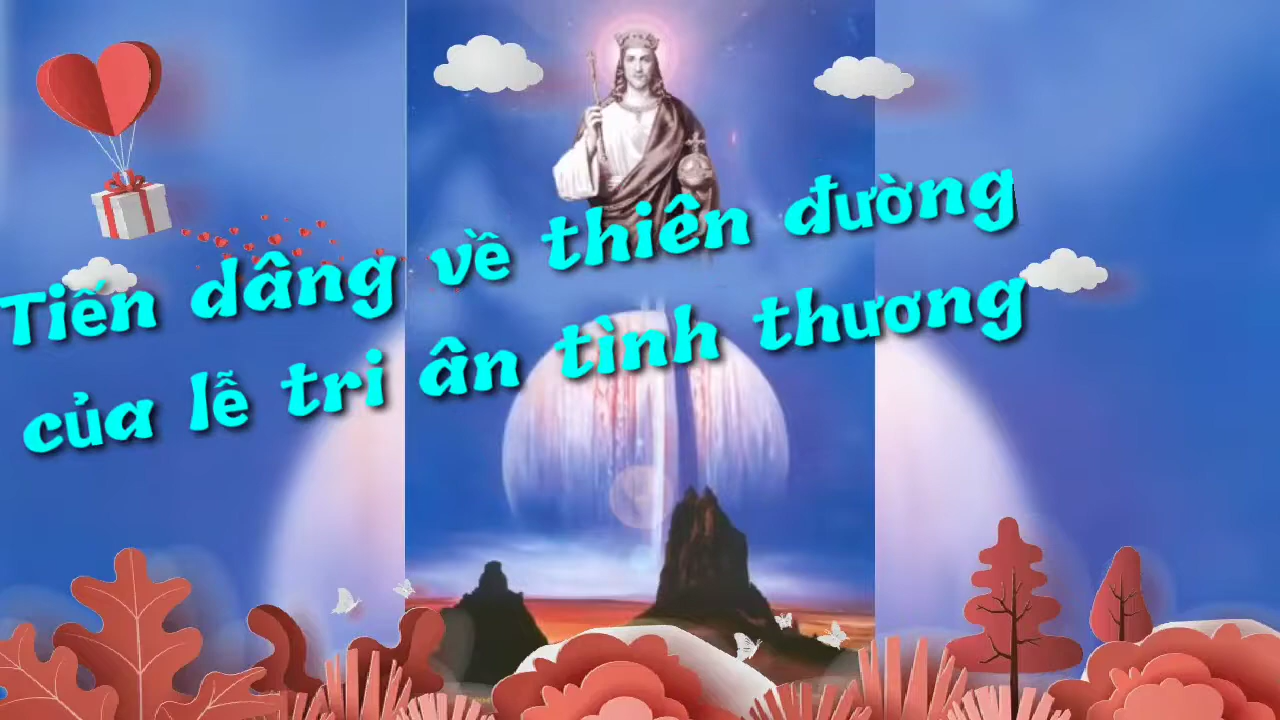 Tiến dâng về thiên đường
của lễ tri ân tình thương